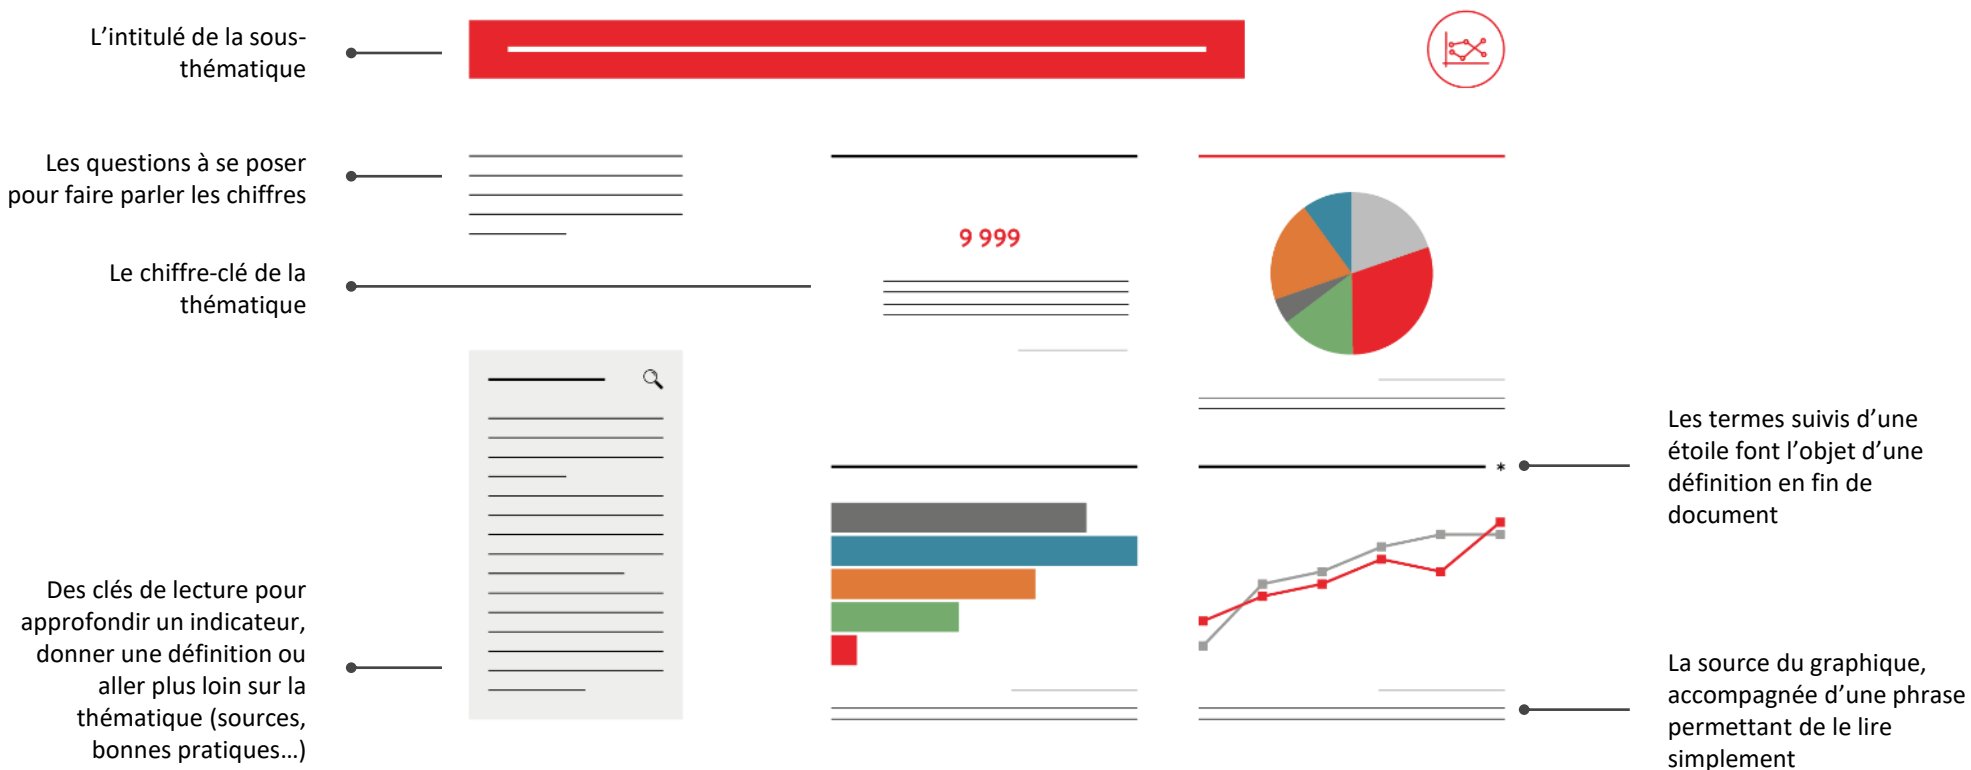 L’intitulé de la sous-
thématique
Les questions à se poser
pour faire parler les chiffres
9 999
Le chiffre-clé de la
thématique
Les termes suivis d’une
étoile font l’objet d’une
définition en fin de
document
*
Des clés de lecture pour
approfondir un indicateur,
donner une définition ou
aller plus loin sur la
thématique (sources,
bonnes pratiques…)
La source du graphique,
accompagnée d’une phrase
permettant de le lire
simplement